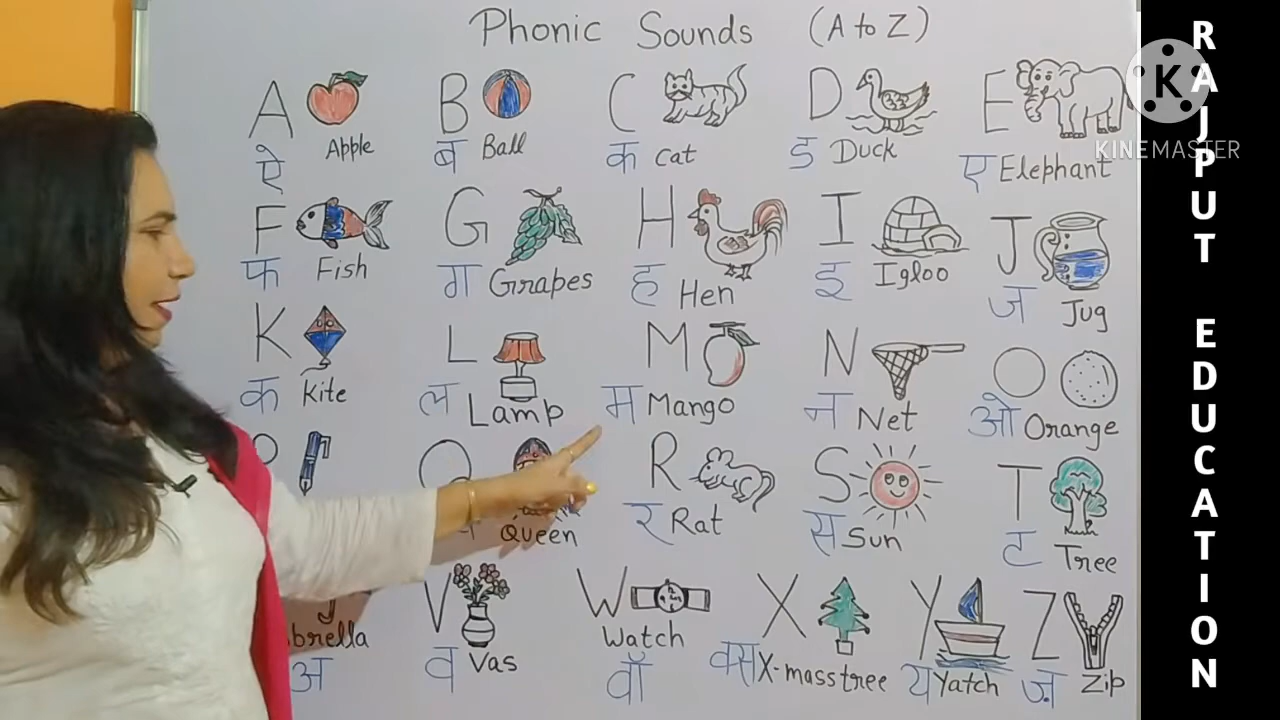 Phonic Sounds (A to Z)
A B C D E
ऐ Apple ब Ball क Cat ड Duck ए Elephant
F G H I J
फ Fish ग Grapes ह Hen इ Igloo ज Jug
K L M N O
क Kite ल Lamp म Mango न Net ओ Orange
Q R S T
Queen र Rat स Sun ट Tree
V W X Y Z
brella Watch
अ व Vas वॉ क्स X-mass tree य Yatch ज़ Zip
RAJPUT EDUCATION
K
KINEMASTER